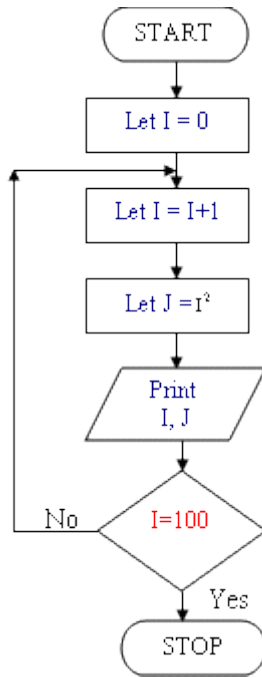 START
Let I = 0
Let I = I+1
Let J = I²
Print
I, J
I=100
No
Yes
STOP